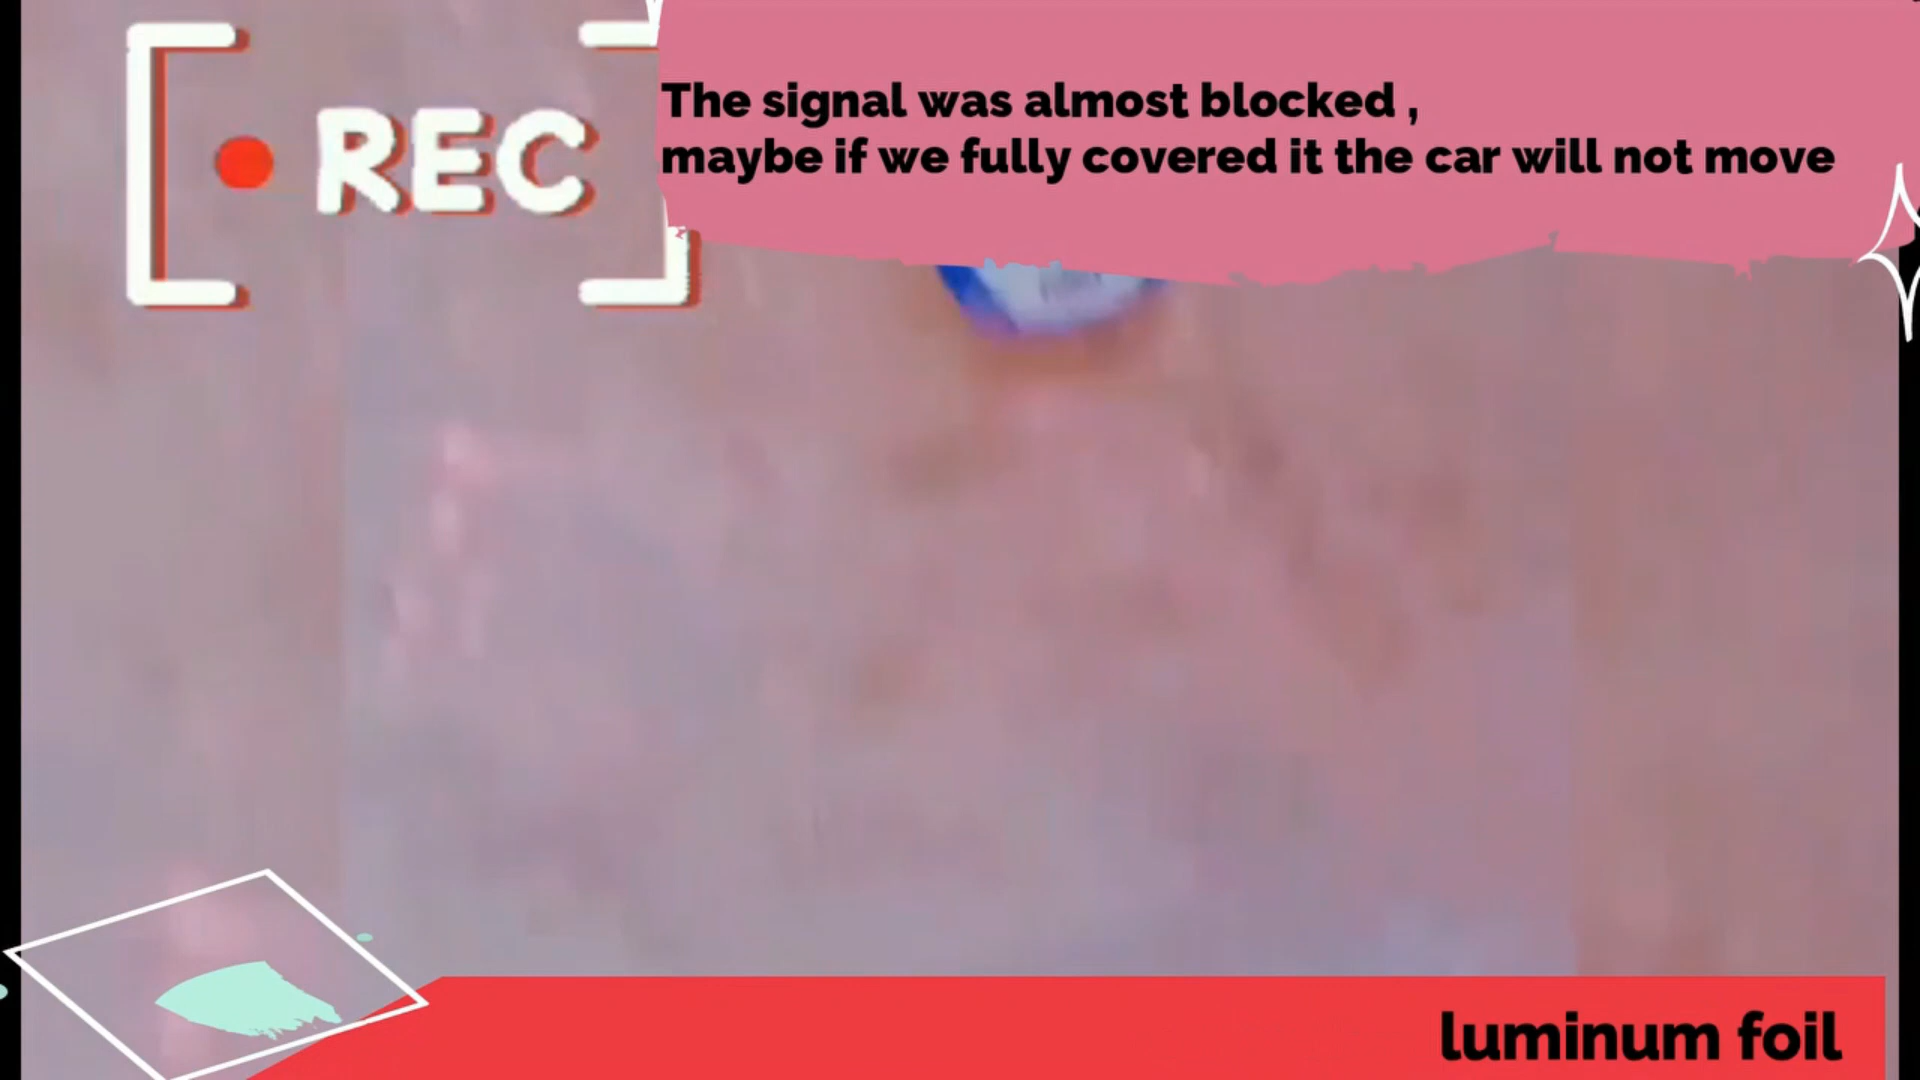 REC
The signal was almost blocked ,
maybe if we fully covered it the car will not move
luminum foil